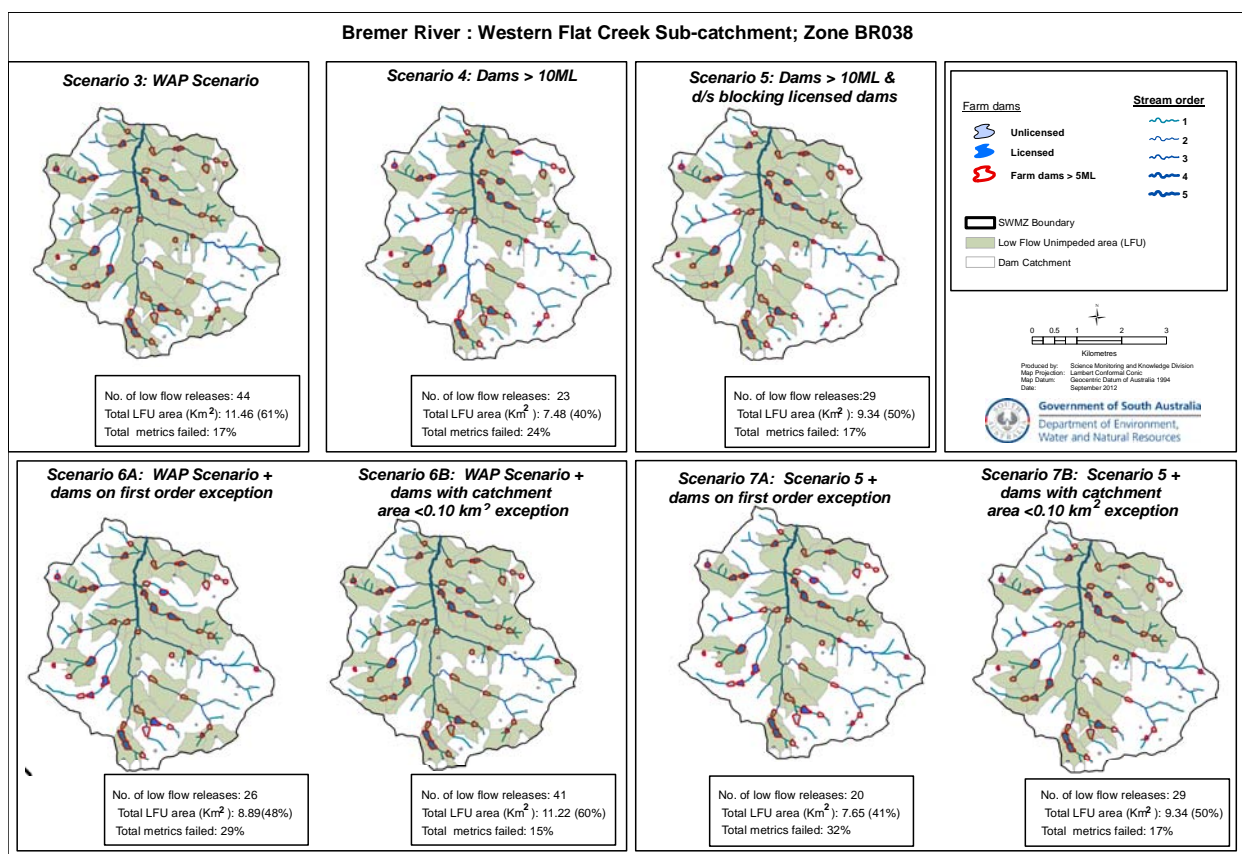 Bremer River : Western Flat Creek Sub-catchment; Zone BR038
Scenario 3: WAP Scenario
No. of low flow releases: 44
Total LFU area (Km²): 11.46 (61%)
Total metrics failed: 17%
Scenario 4: Dams > 10ML
No. of low flow releases: 23
Total LFU area (Km²): 7.48 (40%)
Total metrics failed: 24%
Scenario 5: Dams > 10ML &
d/s blocking licensed dams
No. of low flow releases:29
Total LFU area (Km²): 9.34 (50%)
Total metrics failed: 17%
Farm dams
Unlicensed
Licensed
Farm dams > 5ML
Stream order
1
2
3
4
5
SWMZ Boundary
Low Flow Unimpeded area (LFU)
Dam Catchment
N
0 0.5 1 2 3
Kilometres
Produced by: Science Monitoring and Knowledge Division
Map Projection: Lambert Conformal Conic
Map Datum: Geocentric Datum of Australia 1994
Date: September 2012
SOUTH AUSTRALIA
Government of South Australia
Department of Environment,
Water and Natural Resources
Scenario 6A: WAP Scenario +
dams on first order exception
No. of low flow releases: 26
Total LFU area (Km²): 8.89(48%)
Total metrics failed: 29%
Scenario 6B: WAP Scenario +
dams with catchment
area <0.10 km² exception
No. of low flow releases: 41
Total LFU area (Km²): 11.22 (60%)
Total metrics failed: 15%
Scenario 7A: Scenario 5 +
dams on first order exception
No. of low flow releases: 20
Total LFU area (Km²): 7.65 (41%)
Total metrics failed: 32%
Scenario 7B: Scenario 5 +
dams with catchment
area <0.10 km² exception
No. of low flow releases: 29
Total LFU area (Km²): 9.34 (50%)
Total metrics failed: 17%